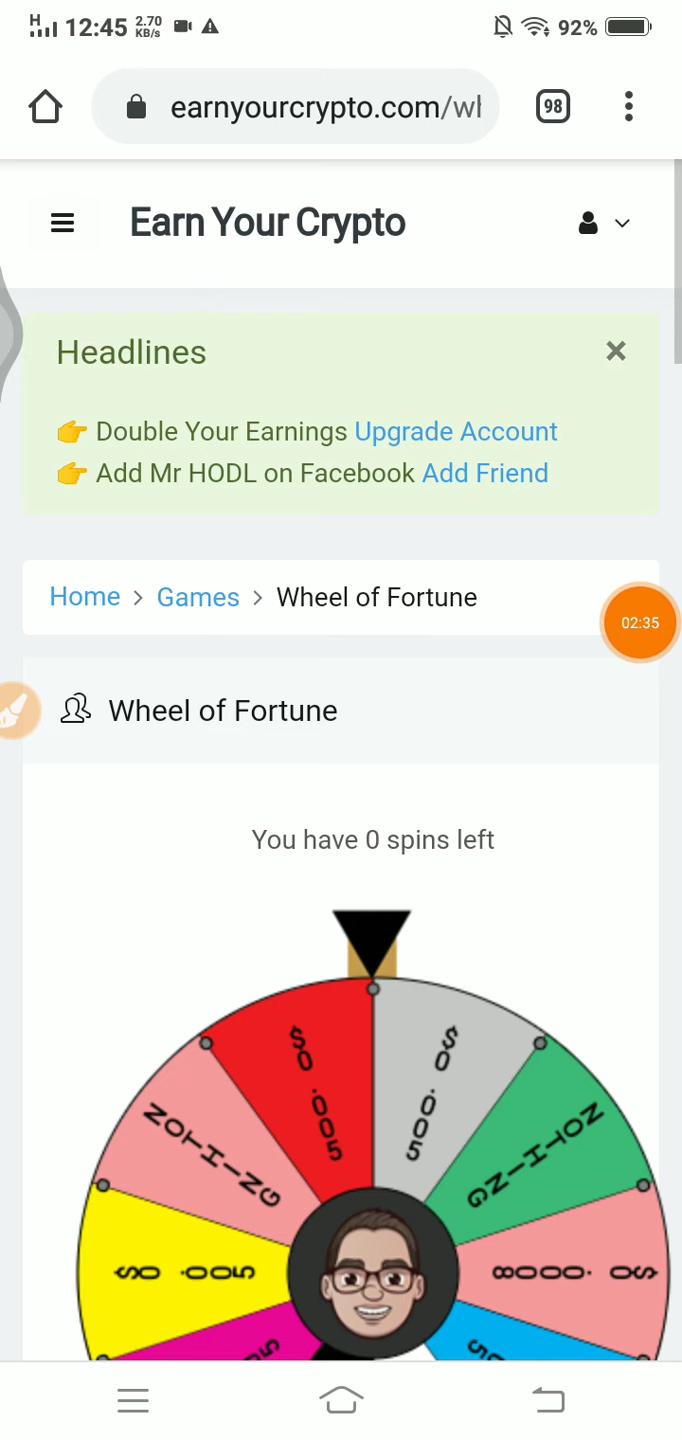 H 12:45 2.70 KB/s 92%
earnyourcrypto.com/wh 98
Earn Your Crypto
Headlines ×
👉 Double Your Earnings Upgrade Account
👉 Add Mr HODL on Facebook Add Friend
Home > Games > Wheel of Fortune
02:35
Wheel of Fortune
You have 0 spins left
$0.005
$0.005
NOTHING
NOTHING
$0.005
$0.0008